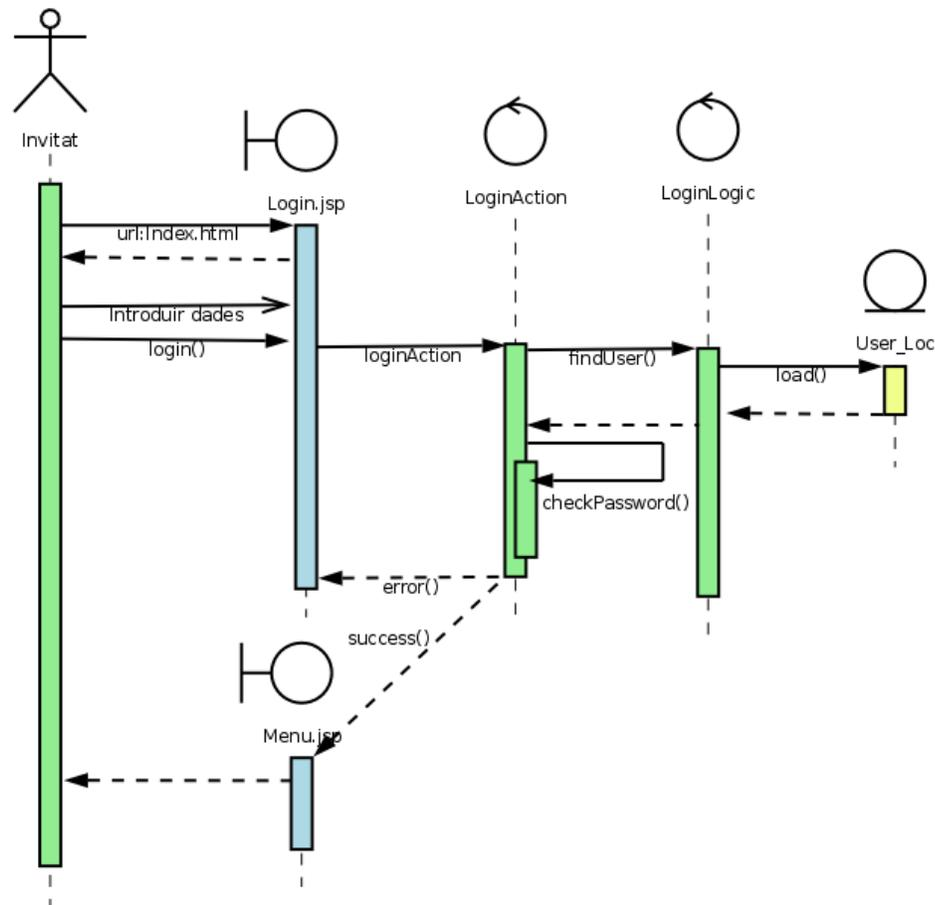 Invitat
Login.jsp
LoginAction
LoginLogic
User_Loc
url:Index.html
Introduir dades
login()
loginAction
findUser()
load()
checkPassword()
error()
success()
Menu.jsp